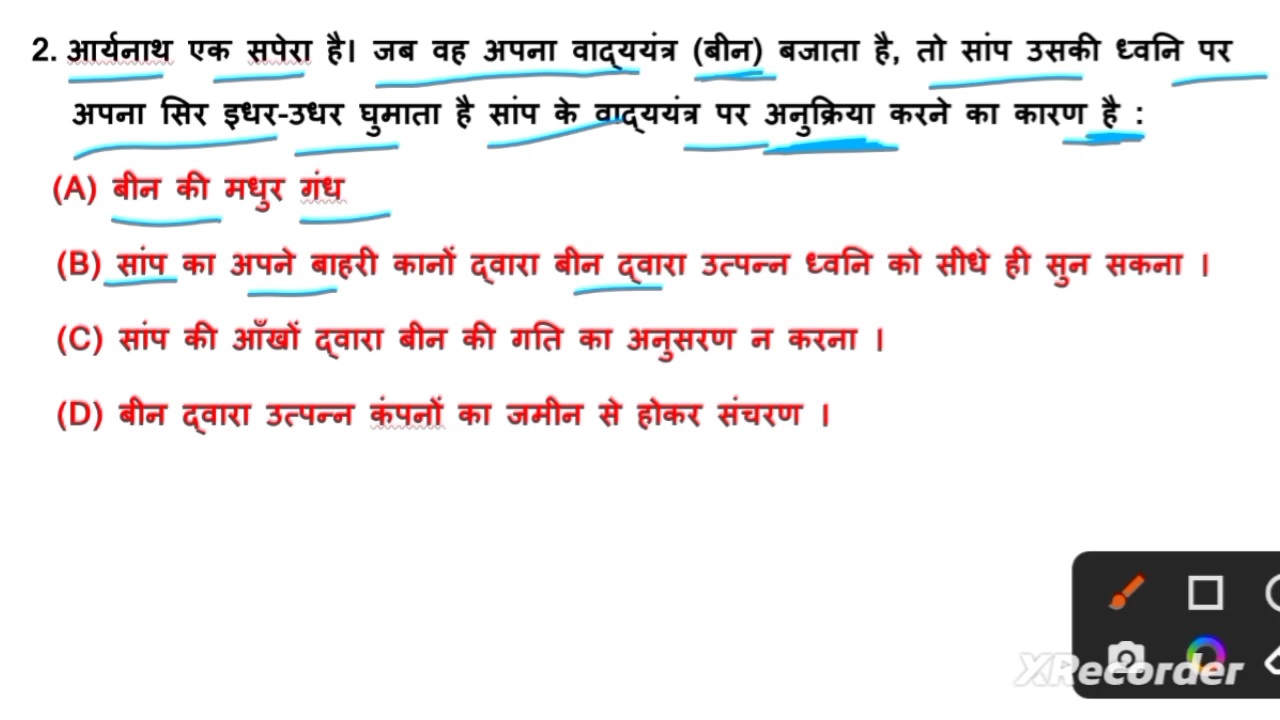 2. आर्यनाथ एक सपेरा है। जब वह अपना वाद्ययंत्र (बीन) बजाता है, तो सांप उसकी ध्वनि पर
अपना सिर इधर-उधर घुमाता है सांप के वाद्ययंत्र पर अनुक्रिया करने का कारण है :
(A) बीन की मधुर गंध
(B) सांप का अपने बाहरी कानों द्वारा बीन द्वारा उत्पन्न ध्वनि को सीधे ही सुन सकना ।
(C) सांप की आँखों द्वारा बीन की गति का अनुसरण न करना ।
(D) बीन द्वारा उत्पन्न कंपनों का जमीन से होकर संचरण ।
XRecorder